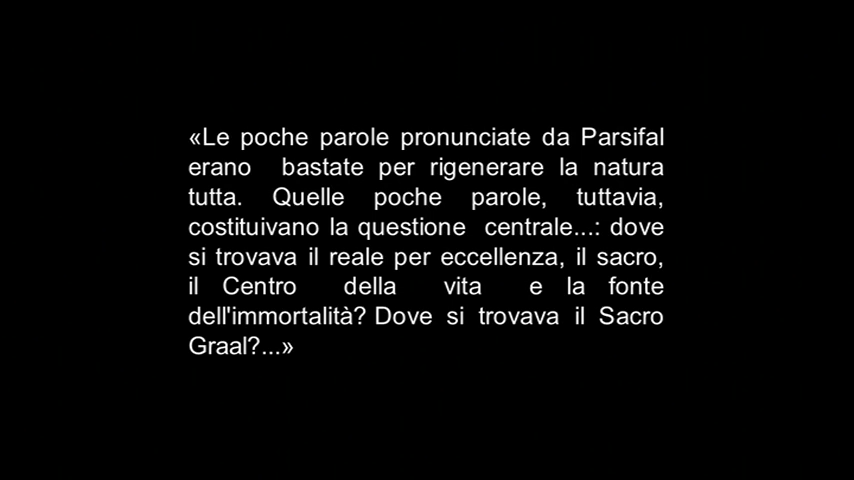 «Le poche parole pronunciate da Parsifal
erano bastate per rigenerare la natura
tutta. Quelle poche parole, tuttavia,
costituivano la questione centrale...: dove
si trovava il reale per eccellenza, il sacro,
il Centro della vita e la fonte
dell'immortalità? Dove si trovava il Sacro
Graal?...»